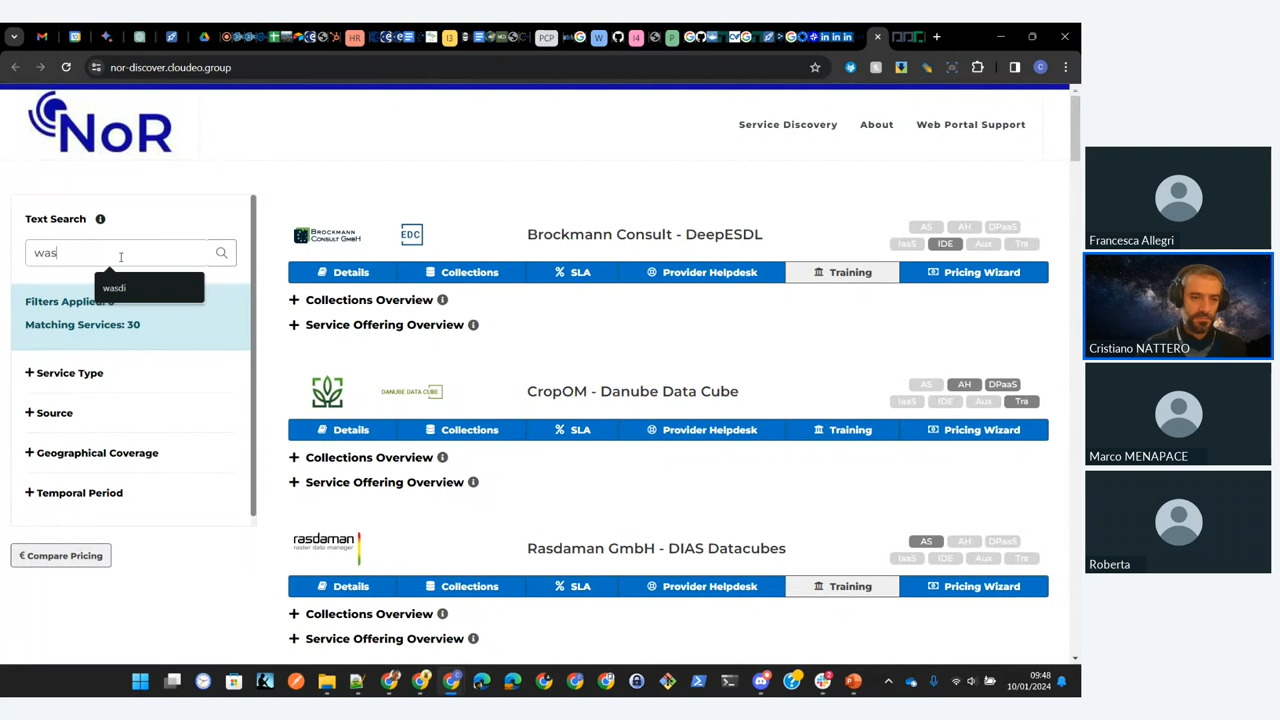 nor-discover.cloudeo.group
NoR
Service Discovery About Web Portal Support
Text Search
was
wasdi
Filters Applied: 0
Matching Services: 30
+ Service Type
+ Source
+ Geographical Coverage
+ Temporal Period
€ Compare Pricing
BROCKMANN CONSULT GMBH
EDC
Brockmann Consult - DeepESDL
AS AH DPaaS
IaaS IDE Aux Tra
Details Collections SLA Provider Helpdesk Training Pricing Wizard
+ Collections Overview
+ Service Offering Overview
DANUBE DATA CUBE
CropOM - Danube Data Cube
AS AH DPaaS
IaaS IDE Aux Tra
Details Collections SLA Provider Helpdesk Training Pricing Wizard
+ Collections Overview
+ Service Offering Overview
rasdaman
raster data manager
Rasdaman GmbH - DIAS Datacubes
AS AH DPaaS
IaaS IDE Aux Tra
Details Collections SLA Provider Helpdesk Training Pricing Wizard
+ Collections Overview
+ Service Offering Overview
Francesca Allegri
Cristiano NATTERO
Marco MENAPACE
Roberta
09:48
10/01/2024
HR
PCP
W
P